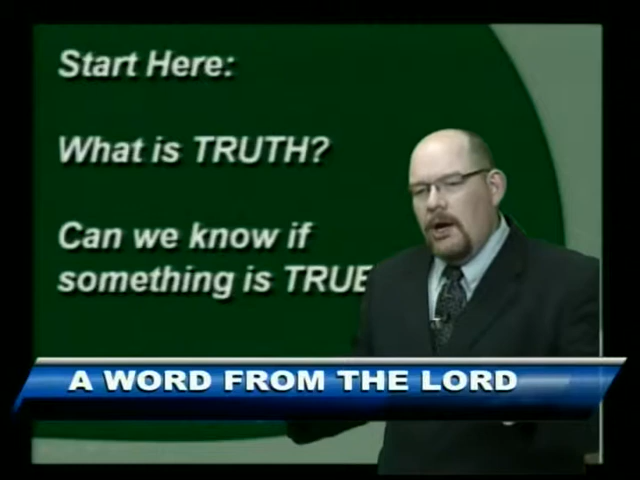 Start Here:
What is TRUTH?
Can we know if
something is TRUE
A WORD FROM THE LORD